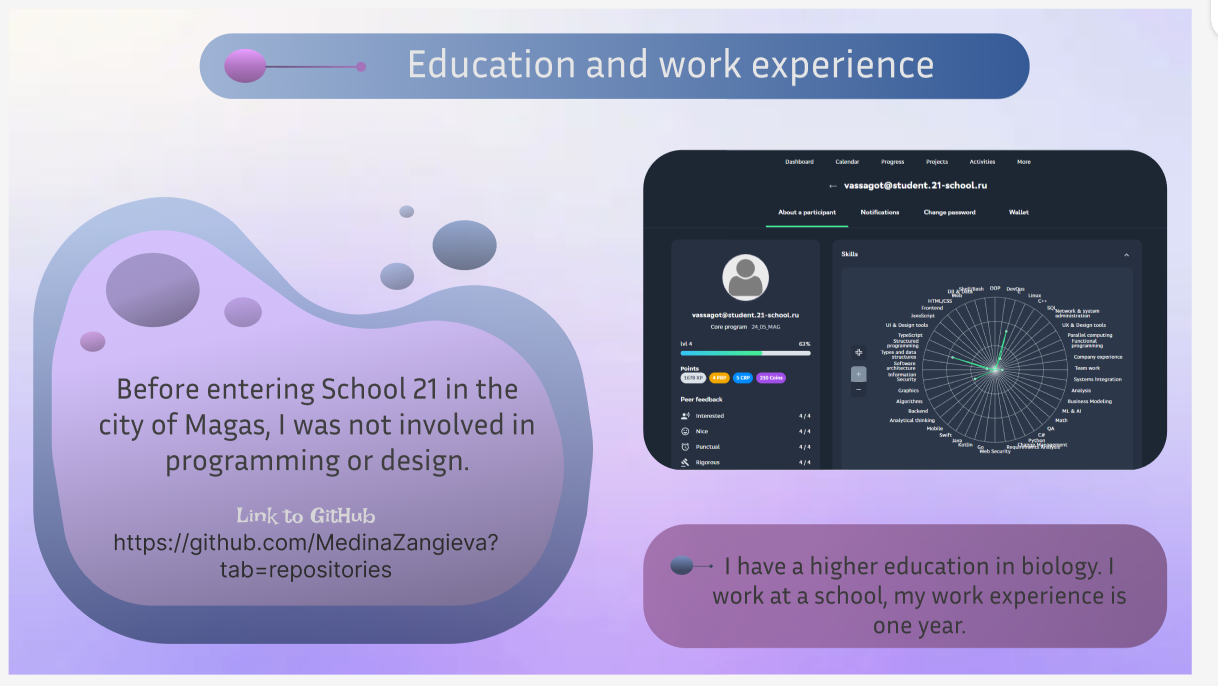 Education and work experience
Before entering School 21 in the
city of Magas, I was not involved in
programming or design.
Link to GitHub
https://github.com/MedinaZangieva?
tab=repositories
Dashboard Calendar Progress Projects Activities More
← vassagot@student.21-school.ru
About a participant Notifications Change password Wallet
vassagot@student.21-school.ru
Core program 24_05_MAG
lvl 4 63%
Points
1678 XP 4 PRP 5 CRP 250 Coins
Peer feedback
Interested 4 / 4
Nice 4 / 4
Punctual 4 / 4
Rigorous 4 / 4
Skills
OOP
DevOps
C
Linux
C++
SQL
Network & system
administration
UX & Design tools
Parallel computing
Functional
programming
Company experience
Team work
Systems Integration
Analysis
Business Modeling
ML & AI
Math
QA
C#
Python
Change Management
Requirements Analysis
Go
Web Security
Kotlin
Java
Swift
Mobile
Analytical thinking
Backend
Algorithms
Graphics
Information
Security
Software
architecture
Types and data
structures
Structured
programming
TypeScript
UI & Design tools
JavaScript
Frontend
HTML/CSS
Web
DB & Data
Shell/Bash
I have a higher education in biology. I
work at a school, my work experience is
one year.